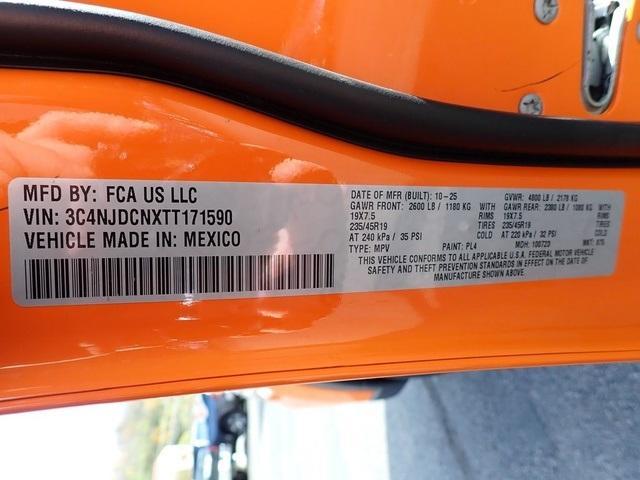 MFD BY: FCA US LLC
VIN: 3C4NJDCNXTT171590
VEHICLE MADE IN: MEXICO
DATE OF MFR (BUILT): 10-25 GVWR: 4800 LB / 2178 KG
GAWR FRONT: 2600 LB / 1180 KG WITH GAWR REAR: 2380 LB / 1080 KG WITH
19X7.5 RIMS 19X7.5 RIMS
235/45R19 TIRES 235/45R19 TIRES
AT 240 kPa / 35 PSI COLD AT 220 kPa / 32 PSI COLD
TYPE: MPV PAINT: PL4 MDH: 100723 MKT:
THIS VEHICLE CONFORMS TO ALL APPLICABLE U.S.A. FEDERAL MOTOR VEHICLE
SAFETY AND THEFT PREVENTION STANDARDS IN EFFECT ON THE DATE OF
MANUFACTURE SHOWN ABOVE.